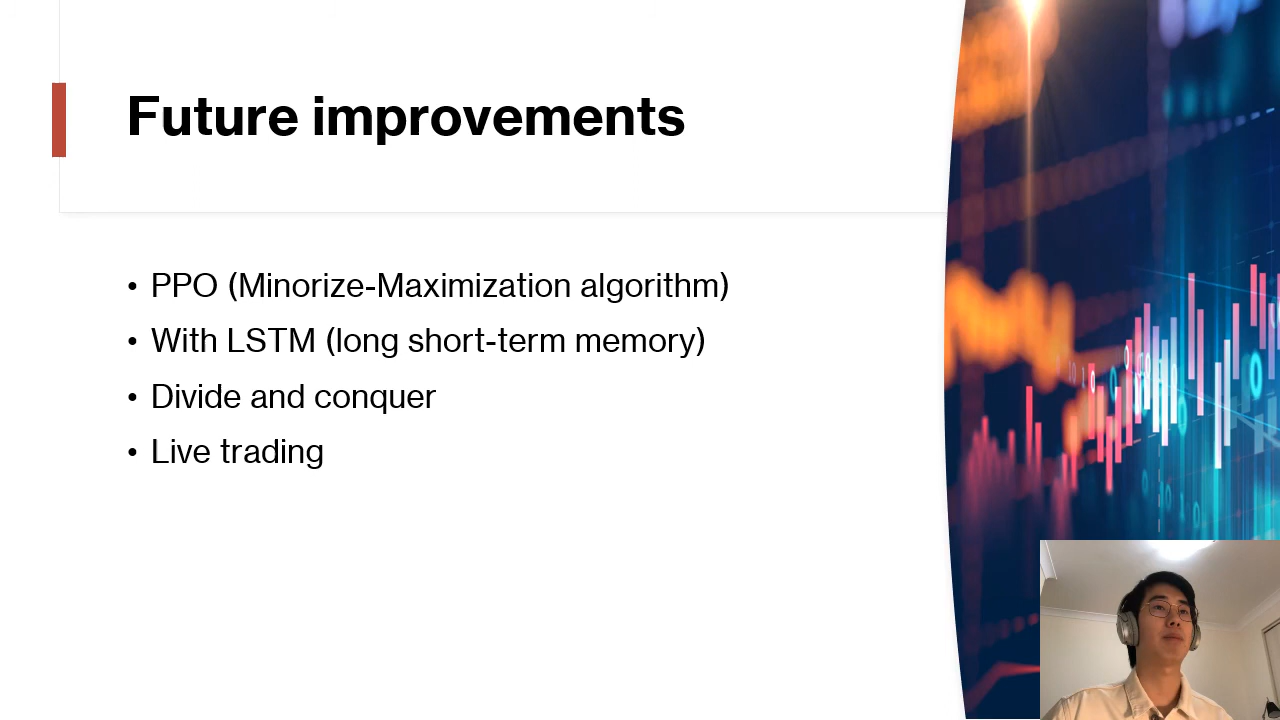 Future improvements
• PPO (Minorize-Maximization algorithm)
• With LSTM (long short-term memory)
• Divide and conquer
• Live trading